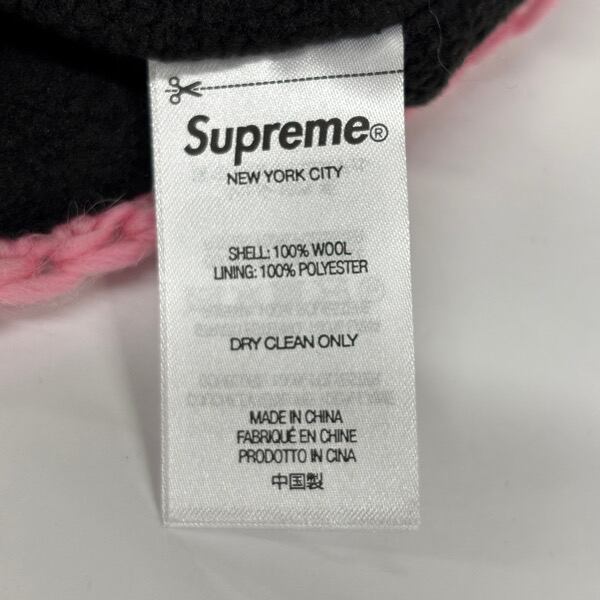 Supreme®
NEW YORK CITY
SHELL: 100% WOOL
LINING: 100% POLYESTER
DRY CLEAN ONLY
MADE IN CHINA
FABRIQUÉ EN CHINE
PRODOTTO IN CINA
中国製